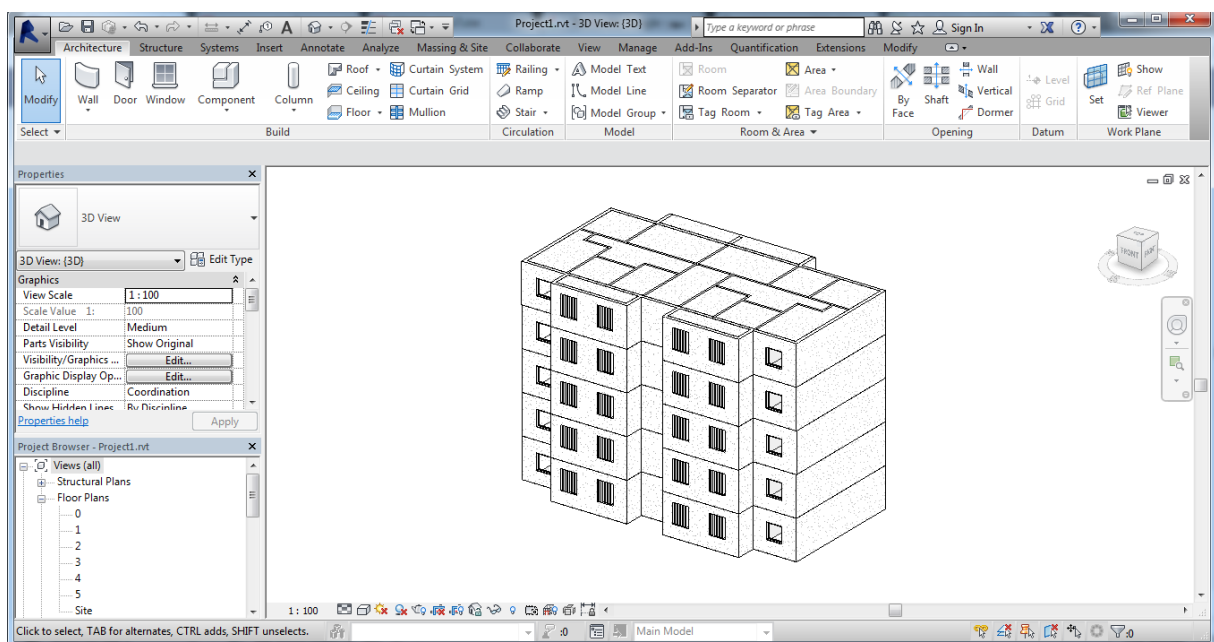 Project1.rvt - 3D View: {3D}
Type a keyword or phrase
Sign In
Architecture Structure Systems Insert Annotate Analyze Massing & Site Collaborate View Manage Add-Ins Quantification Extensions Modify
Modify
Wall Door Window Component Column
Roof Curtain System
Ceiling Curtain Grid
Floor Mullion
Railing
Ramp
Stair
Model Text
Model Line
Model Group
Room Area
Room Separator Area Boundary
Tag Room Tag Area
By Face
Shaft
Wall
Vertical
Dormer
Level
Grid
Set
Show
Ref Plane
Viewer
Select Build Circulation Model Room & Area Opening Datum Work Plane
Properties
3D View
3D View: {3D} Edit Type
Graphics
View Scale 1 : 100
Scale Value 1: 100
Detail Level Medium
Parts Visibility Show Original
Visibility/Graphics ... Edit...
Graphic Display Op... Edit...
Discipline Coordination
Show Hidden Lines By Discipline
Properties help Apply
Project Browser - Project1.rvt
Views (all)
Structural Plans
Floor Plans
0
1
2
3
4
5
Site
FRONT
1 : 100
Click to select, TAB for alternates, CTRL adds, SHIFT unselects.
:0
Main Model
:0